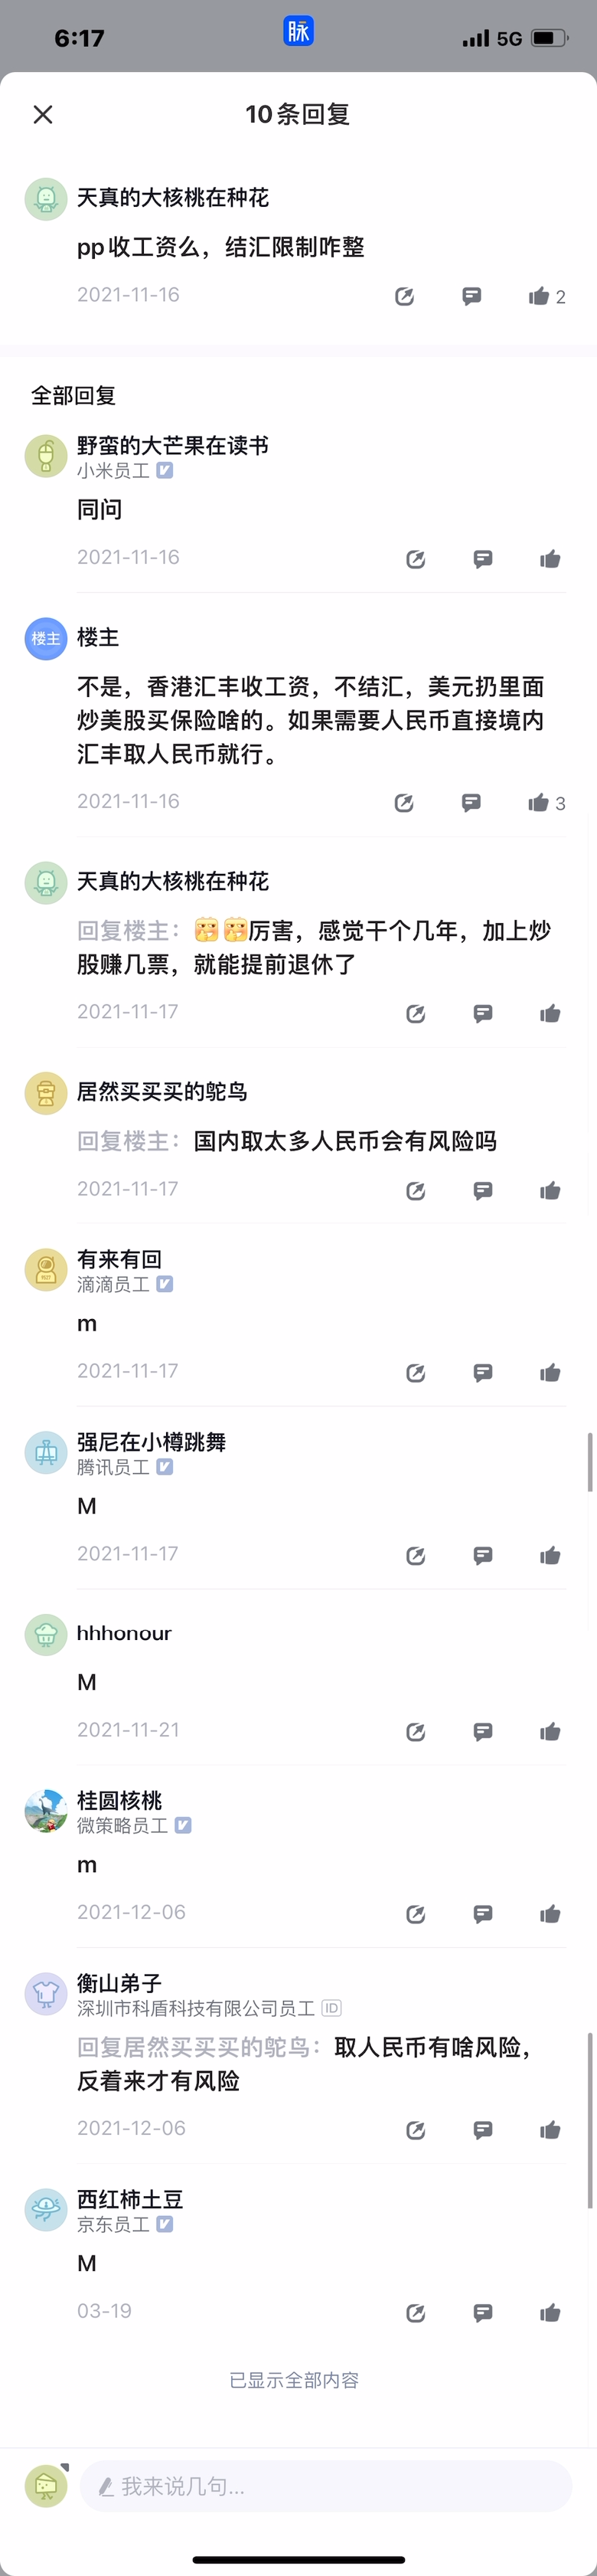 6:17
脉
5G
10条回复
天真的大核桃在种花
pp收工资么，结汇限制咋整
2021-11-16
2
全部回复
野蛮的大芒果在读书
小米员工
同问
2021-11-16
楼主
楼主
不是，香港汇丰收工资，不结汇，美元扔里面
炒美股买保险啥的。如果需要人民币直接境内
汇丰取人民币就行。
2021-11-16
3
天真的大核桃在种花
回复楼主：厉害，感觉干个几年，加上炒
股赚几票，就能提前退休了
2021-11-17
居然买买买的鸵鸟
回复楼主：国内取太多人民币会有风险吗
2021-11-17
有来有回
滴滴员工
m
2021-11-17
强尼在小樽跳舞
腾讯员工
M
2021-11-17
hhhonour
M
2021-11-21
桂圆核桃
微策略员工
m
2021-12-06
衡山弟子
深圳市科盾科技有限公司员工 ID
回复居然买买买的鸵鸟：取人民币有啥风险，
反着来才有风险
2021-12-06
西红柿土豆
京东员工
M
03-19
已显示全部内容
我来说几句...